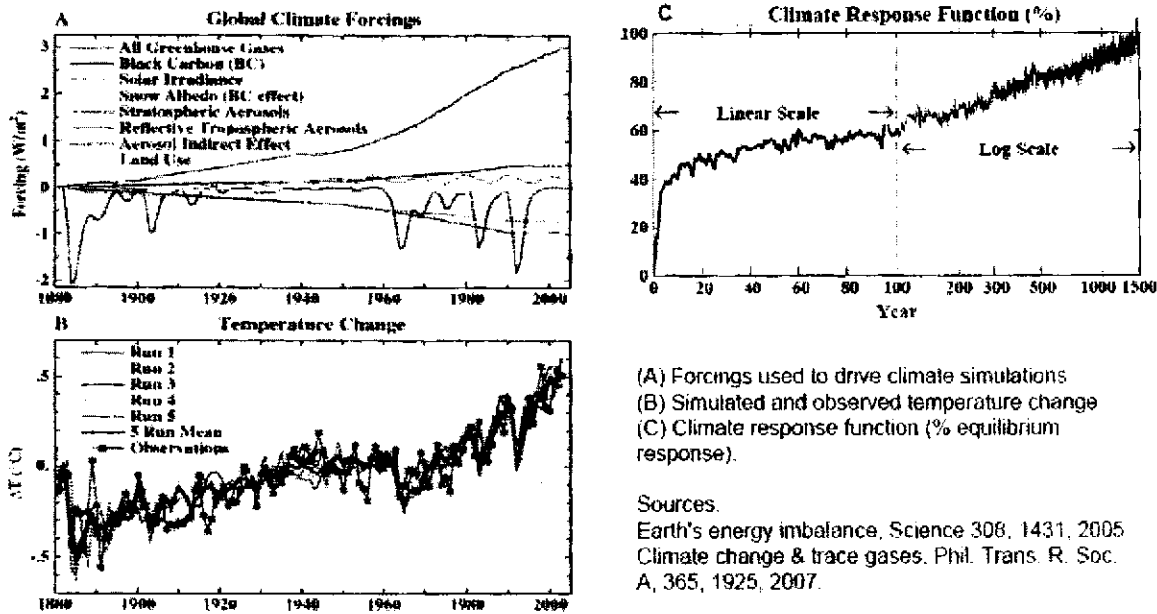 A Global Climate Forcings
All Greenhouse Gases
Black Carbon (BC)
Solar Irradiance
Snow Albedo (BC effect)
Stratospheric Aerosols
Reflective Tropospheric Aerosols
Aerosol Indirect Effect
Land Use
Forcing (W/m²)
3
2
1
0
-1
-2
1880 1900 1920 1940 1960 1980 2000
B Temperature Change
Run 1
Run 2
Run 3
Run 4
Run 5
5 Run Mean
Observations
ΔT (°C)
.5
0.
-.5
1880 1900 1920 1940 1960 1980 2000
C Climate Response Function (%)
100
80
60
40
20
0
Linear Scale
Log Scale
0 20 40 60 80 100 200 300 500 1000 1500
Year
(A) Forcings used to drive climate simulations
(B) Simulated and observed temperature change
(C) Climate response function (% equilibrium
response).
Sources.
Earth's energy imbalance, Science 308, 1431, 2005
Climate change & trace gases. Phil. Trans. R. Soc.
A, 365, 1925, 2007.